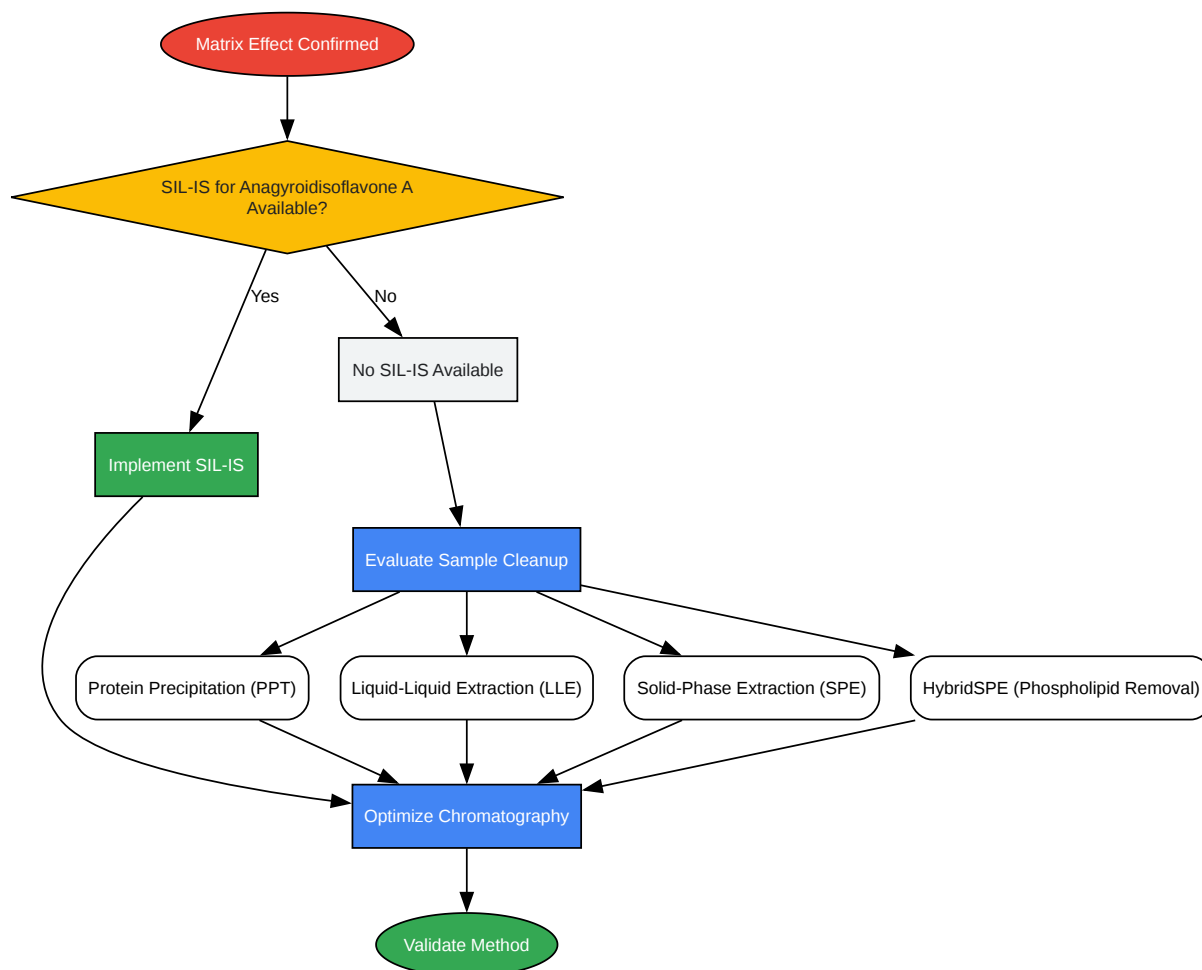 Matrix Effect Confirmed
SIL-IS for Anagyroidisoflavone A
Available?
Yes
No
No SIL-IS Available
Implement SIL-IS
Evaluate Sample Cleanup
Protein Precipitation (PPT)
Liquid-Liquid Extraction (LLE)
Solid-Phase Extraction (SPE)
HybridSPE (Phospholipid Removal)
Optimize Chromatography
Validate Method